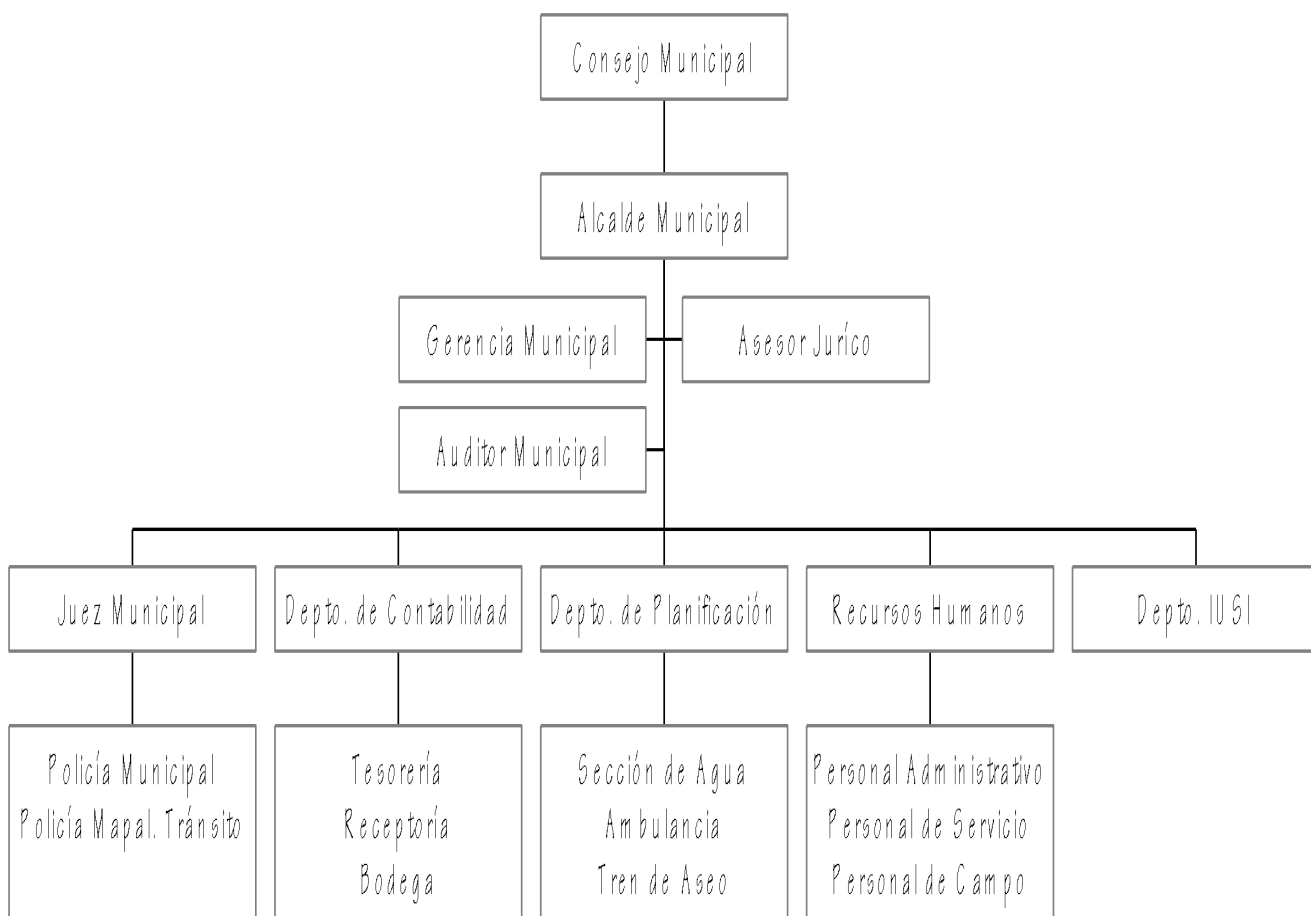 Consejo Municipal
Alcalde Municipal
Gerencia Municipal
Asesor Juríco
Auditor Municipal
Juez Municipal
Depto. de Contabilidad
Depto. de Planificación
Recursos Humanos
Depto. IUSI
Policía Municipal
Policía Mapal. Tránsito
Tesorería
Receptoría
Bodega
Sección de Agua
Ambulancia
Tren de Aseo
Personal Administrativo
Personal de Servicio
Personal de Campo